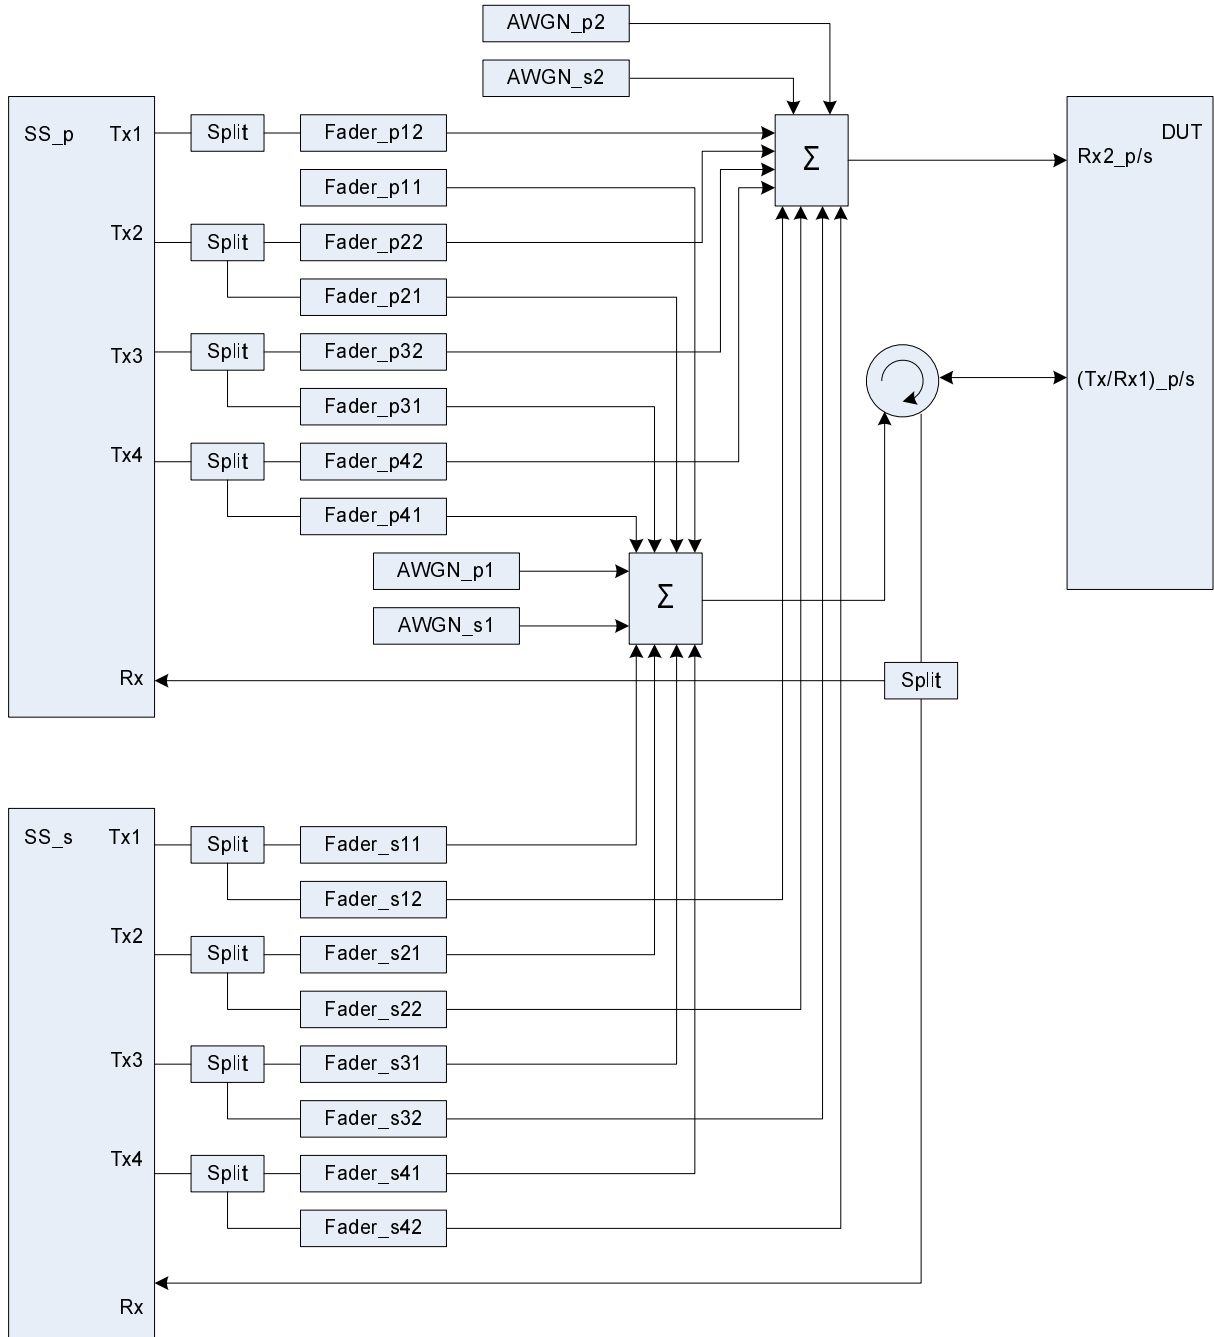 AWGN_p2
AWGN_s2
SS_p
Tx1
Split
Fader_p12
Σ
DUT
Rx2_p/s
Fader_p11
Tx2
Split
Fader_p22
Fader_p21
Tx3
Split
Fader_p32
(Tx/Rx1)_p/s
Fader_p31
Tx4
Split
Fader_p42
Fader_p41
AWGN_p1
Σ
AWGN_s1
Rx
Split
SS_s
Tx1
Split
Fader_s11
Fader_s12
Tx2
Split
Fader_s21
Fader_s22
Tx3
Split
Fader_s31
Fader_s32
Tx4
Split
Fader_s41
Fader_s42
Rx